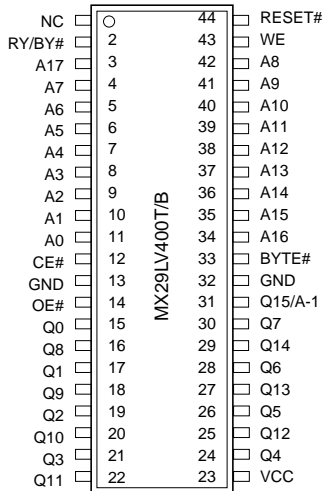 NC 44 RESET#
RY/BY# 2 43 WE
A17 3 42 A8
A7 4 41 A9
A6 5 40 A10
A5 6 39 A11
A4 7 38 A12
A3 8 37 A13
A2 9 36 A14
A1 10 35 A15
A0 11 34 A16
CE# 12 33 BYTE#
GND 13 32 GND
OE# 14 31 Q15/A-1
Q0 15 30 Q7
Q8 16 29 Q14
Q1 17 28 Q6
Q9 18 27 Q13
Q2 19 26 Q5
Q10 20 25 Q12
Q3 21 24 Q4
Q11 22 23 VCC
MX29LV400T/B